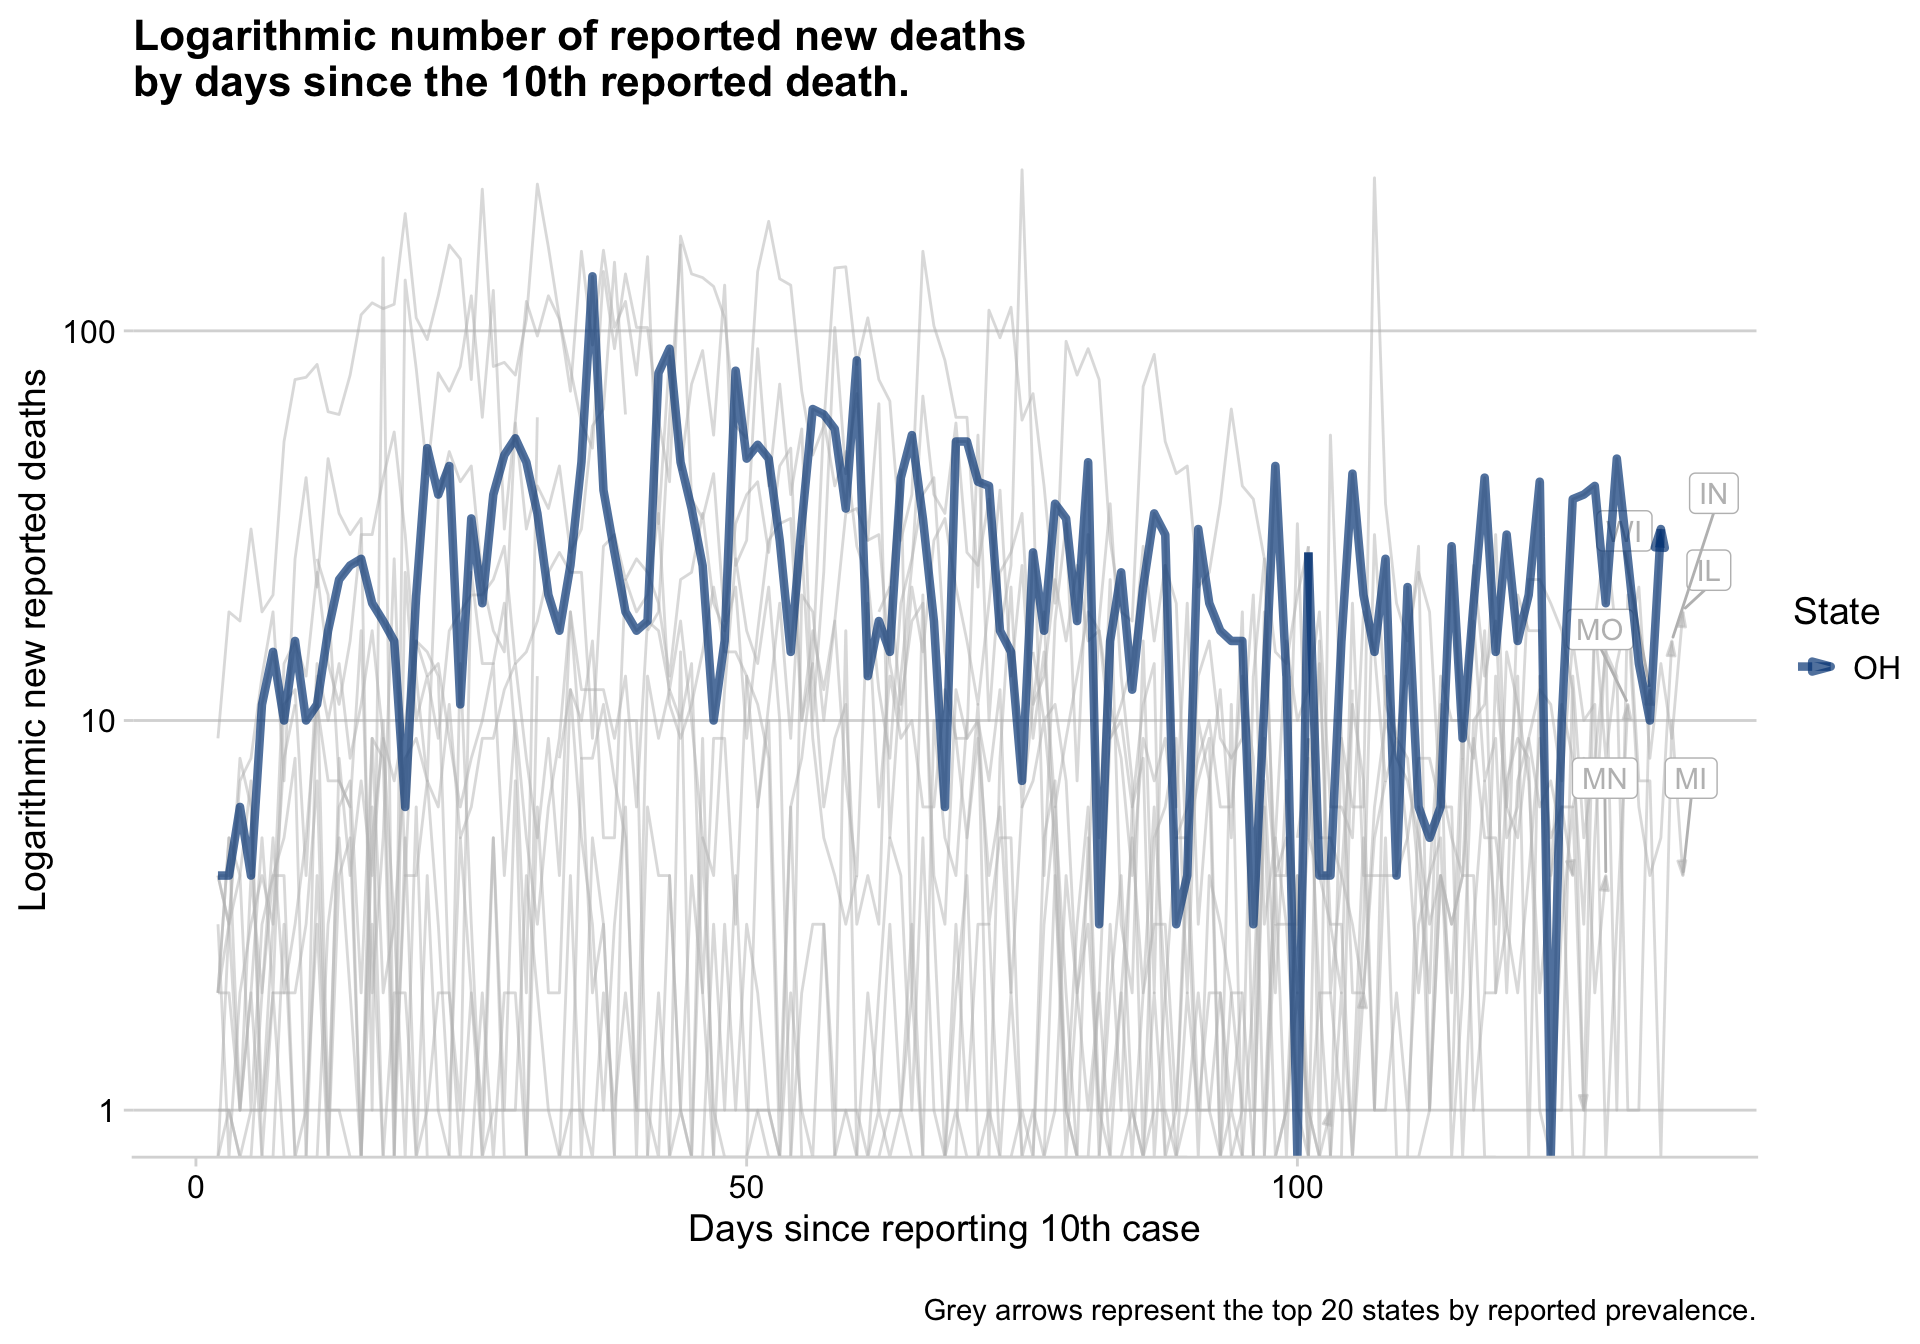 Logarithmic number of reported new deaths
by days since the 10th reported death.
Logarithmic new reported deaths
100
10
1
IN
WI
IL
MO
MN
MI
State
OH
0
50
100
Days since reporting 10th case
Grey arrows represent the top 20 states by reported prevalence.